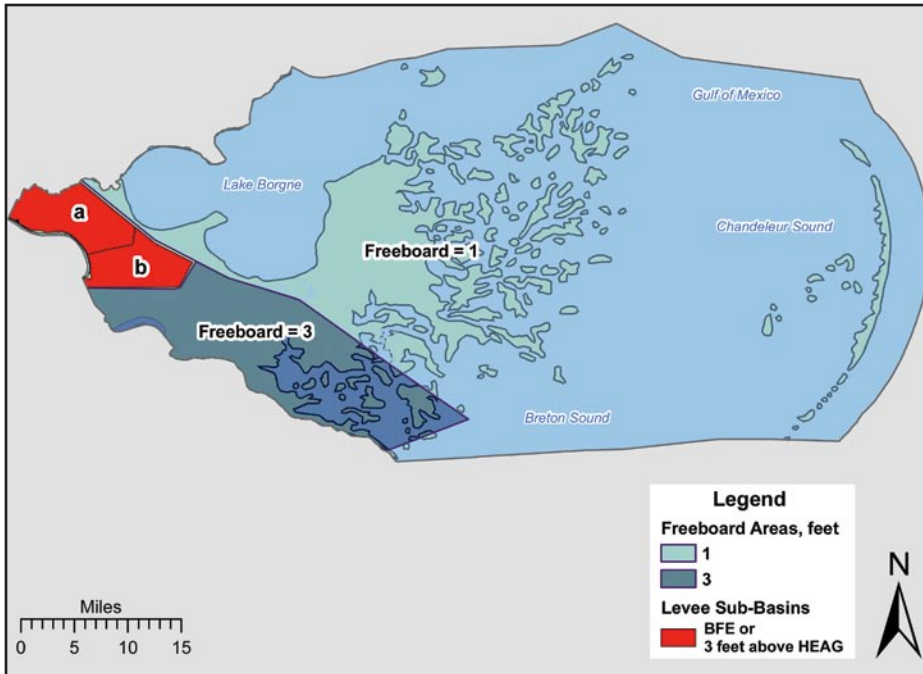 Gulf of Mexico
Lake Borgne
a
Chandeleur Sound
Freeboard = 1
b
Freeboard = 3
Breton Sound
Legend
Freeboard Areas, feet
1
3
Levee Sub-Basins
BFE or
3 feet above HEAG
N
Miles
0 5 10 15